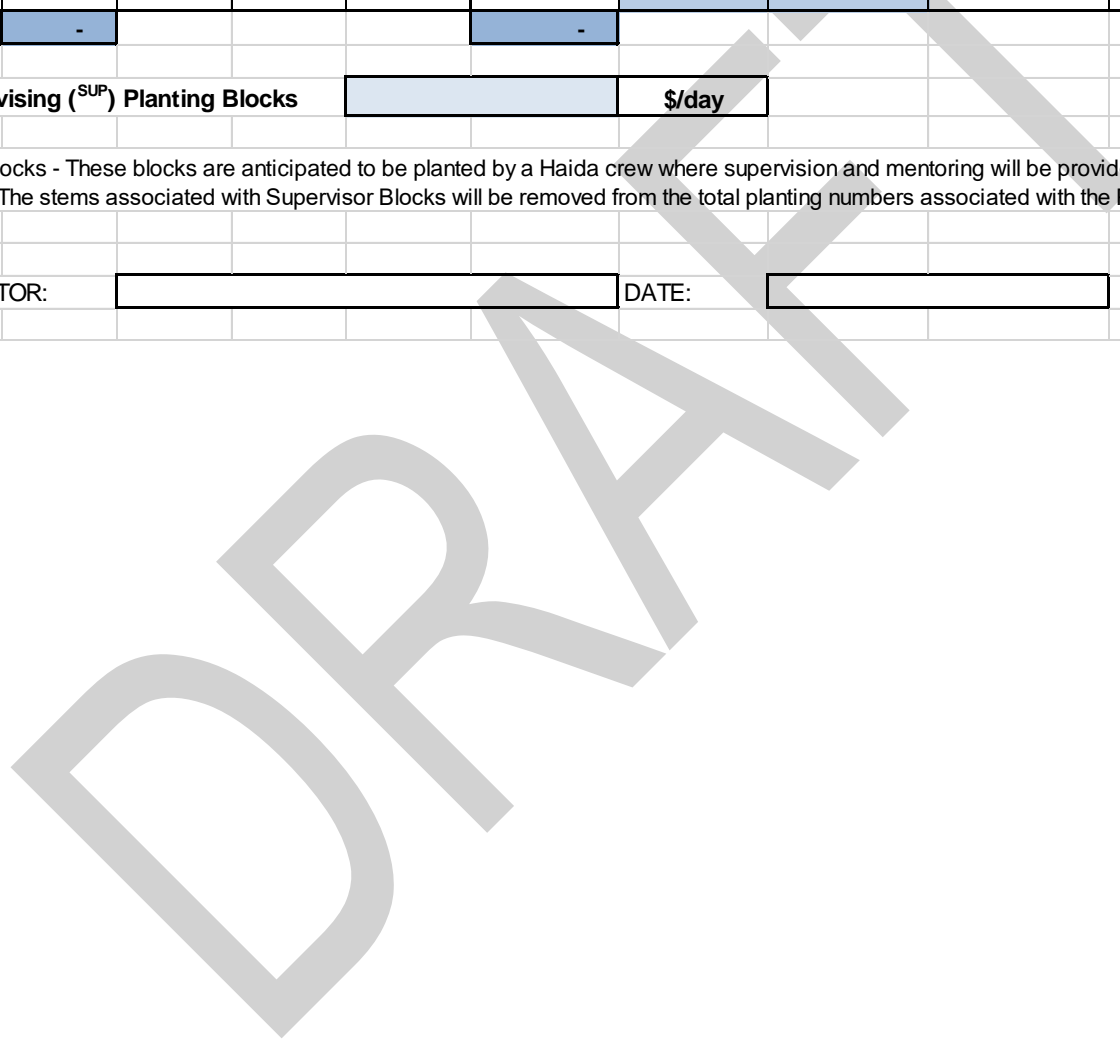 - -
vising (SUP) Planting Blocks $/day
ocks - These blocks are anticipated to be planted by a Haida crew where supervision and mentoring will be provid
The stems associated with Supervisor Blocks will be removed from the total planting numbers associated with the
TOR: DATE:
DRAFT